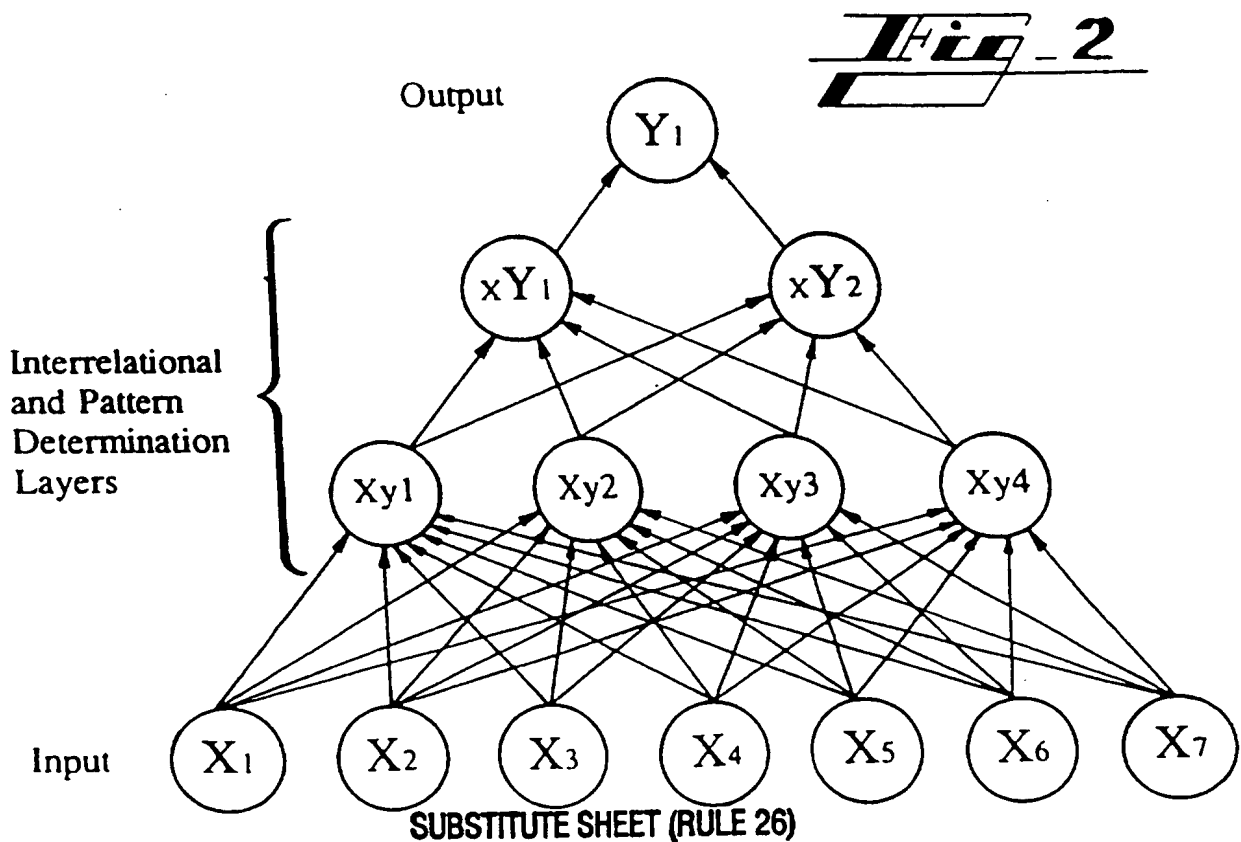 Fig_2
Output
Y1
xY1
xY2
Interrelational
and Pattern
Determination
Layers
Xy1
Xy2
Xy3
Xy4
Input
X1
X2
X3
X4
X5
X6
X7
SUBSTITUTE SHEET (RULE 26)